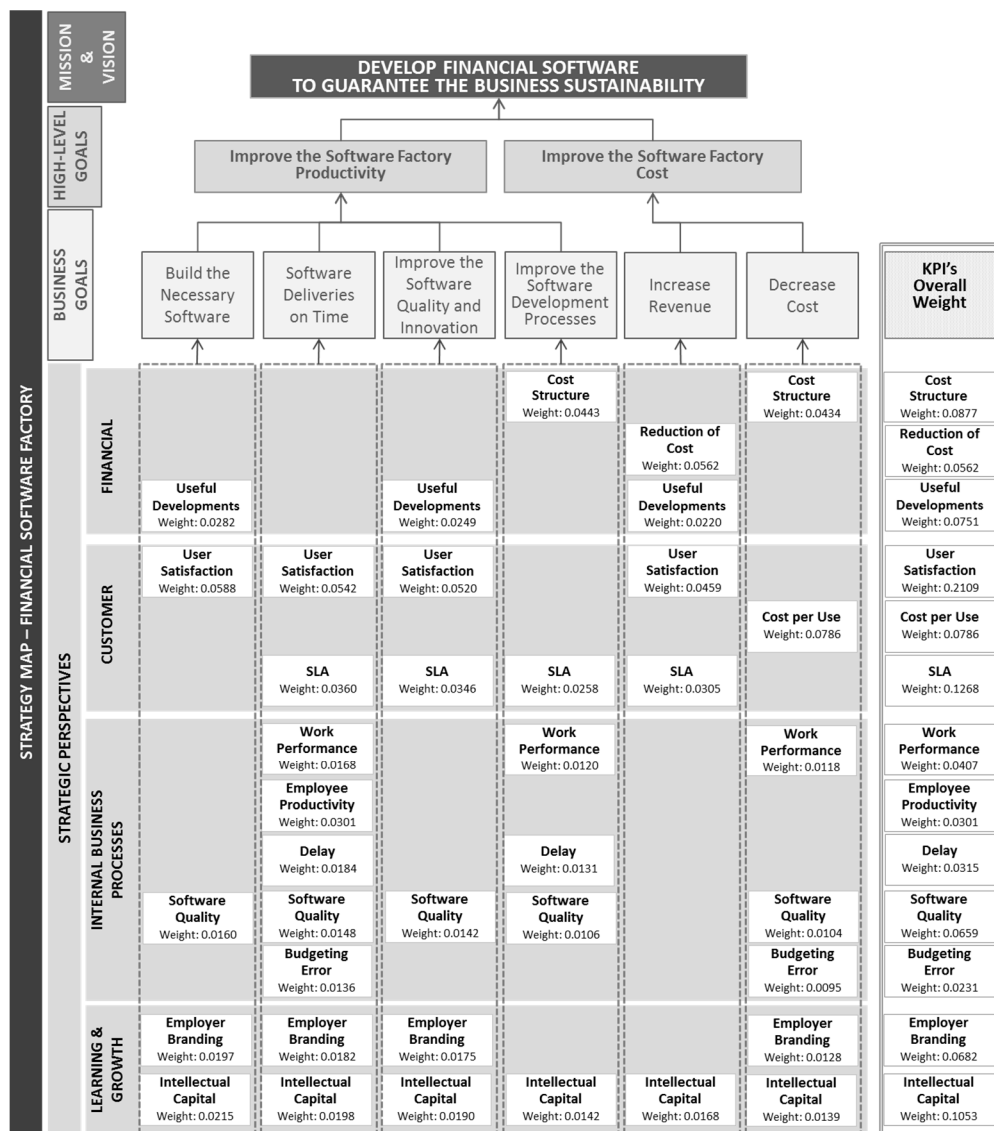 MISSION
&
VISION
DEVELOP FINANCIAL SOFTWARE
TO GUARANTEE THE BUSINESS SUSTAINABILITY
HIGH-LEVEL
GOALS
Improve the Software Factory
Productivity
Improve the Software Factory
Cost
BUSINESS
GOALS
Build the
Necessary
Software
Software
Deliveries
on Time
Improve the
Software
Quality and
Innovation
Improve the
Software
Development
Processes
Increase
Revenue
Decrease
Cost
KPI's
Overall
Weight
STRATEGY MAP – FINANCIAL SOFTWARE FACTORY
STRATEGIC PERSPECTIVES
FINANCIAL
Cost
Structure
Weight: 0.0443
Cost
Structure
Weight: 0.0434
Cost
Structure
Weight: 0.0877
Reduction of
Cost
Weight: 0.0562
Reduction of
Cost
Weight: 0.0562
Useful
Developments
Weight: 0.0282
Useful
Developments
Weight: 0.0249
Useful
Developments
Weight: 0.0220
Useful
Developments
Weight: 0.0751
CUSTOMER
User
Satisfaction
Weight: 0.0588
User
Satisfaction
Weight: 0.0542
User
Satisfaction
Weight: 0.0520
User
Satisfaction
Weight: 0.0459
User
Satisfaction
Weight: 0.2109
Cost per Use
Weight: 0.0786
Cost per Use
Weight: 0.0786
SLA
Weight: 0.0360
SLA
Weight: 0.0346
SLA
Weight: 0.0258
SLA
Weight: 0.0305
SLA
Weight: 0.1268
INTERNAL BUSINESS
PROCESSES
Work
Performance
Weight: 0.0168
Work
Performance
Weight: 0.0120
Work
Performance
Weight: 0.0118
Work
Performance
Weight: 0.0407
Employee
Productivity
Weight: 0.0301
Employee
Productivity
Weight: 0.0301
Delay
Weight: 0.0184
Delay
Weight: 0.0131
Delay
Weight: 0.0315
Software
Quality
Weight: 0.0160
Software
Quality
Weight: 0.0148
Software
Quality
Weight: 0.0142
Software
Quality
Weight: 0.0106
Software
Quality
Weight: 0.0104
Software
Quality
Weight: 0.0659
Budgeting
Error
Weight: 0.0136
Budgeting
Error
Weight: 0.0095
Budgeting
Error
Weight: 0.0231
LEARNING &
GROWTH
Employer
Branding
Weight: 0.0197
Employer
Branding
Weight: 0.0182
Employer
Branding
Weight: 0.0175
Employer
Branding
Weight: 0.0128
Employer
Branding
Weight: 0.0682
Intellectual
Capital
Weight: 0.0215
Intellectual
Capital
Weight: 0.0198
Intellectual
Capital
Weight: 0.0190
Intellectual
Capital
Weight: 0.0142
Intellectual
Capital
Weight: 0.0168
Intellectual
Capital
Weight: 0.0139
Intellectual
Capital
Weight: 0.1053